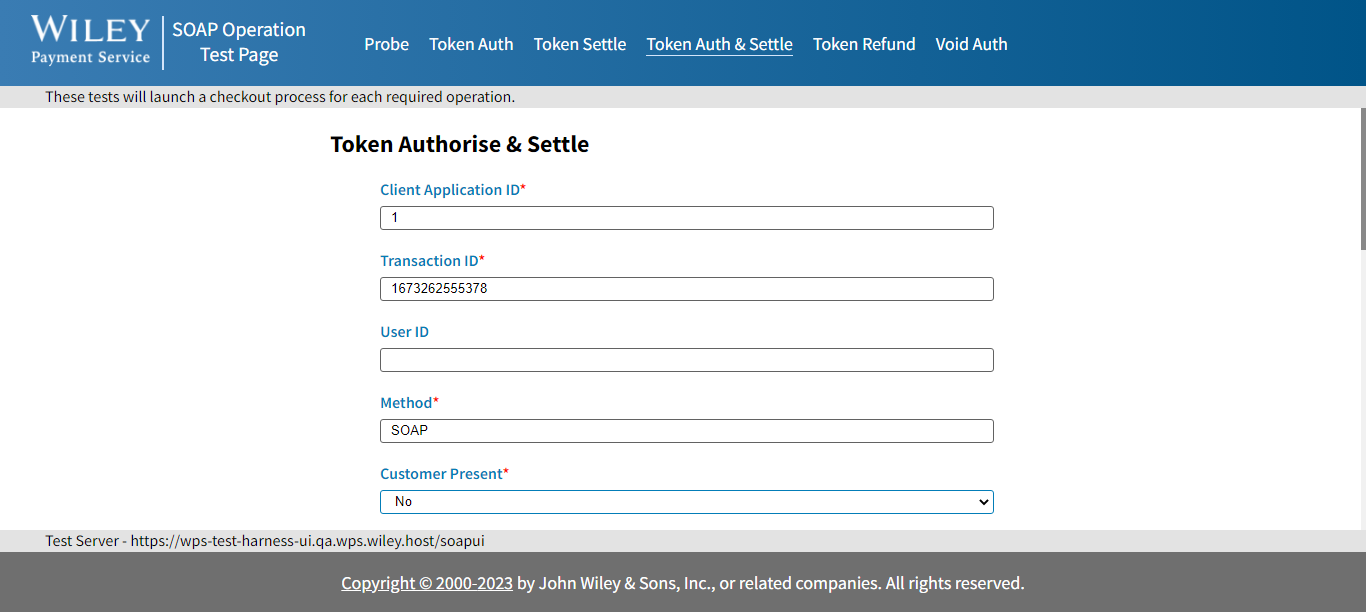 WILEY
Payment Service
SOAP Operation
Test Page
Probe Token Auth Token Settle Token Auth & Settle Token Refund Void Auth
These tests will launch a checkout process for each required operation.
Token Authorise & Settle
Client Application ID*
1
Transaction ID*
1673262555378
User ID
Method*
SOAP
Customer Present*
No
Test Server - https://wps-test-harness-ui.qa.wps.wiley.host/soapui
Copyright © 2000-2023 by John Wiley & Sons, Inc., or related companies. All rights reserved.